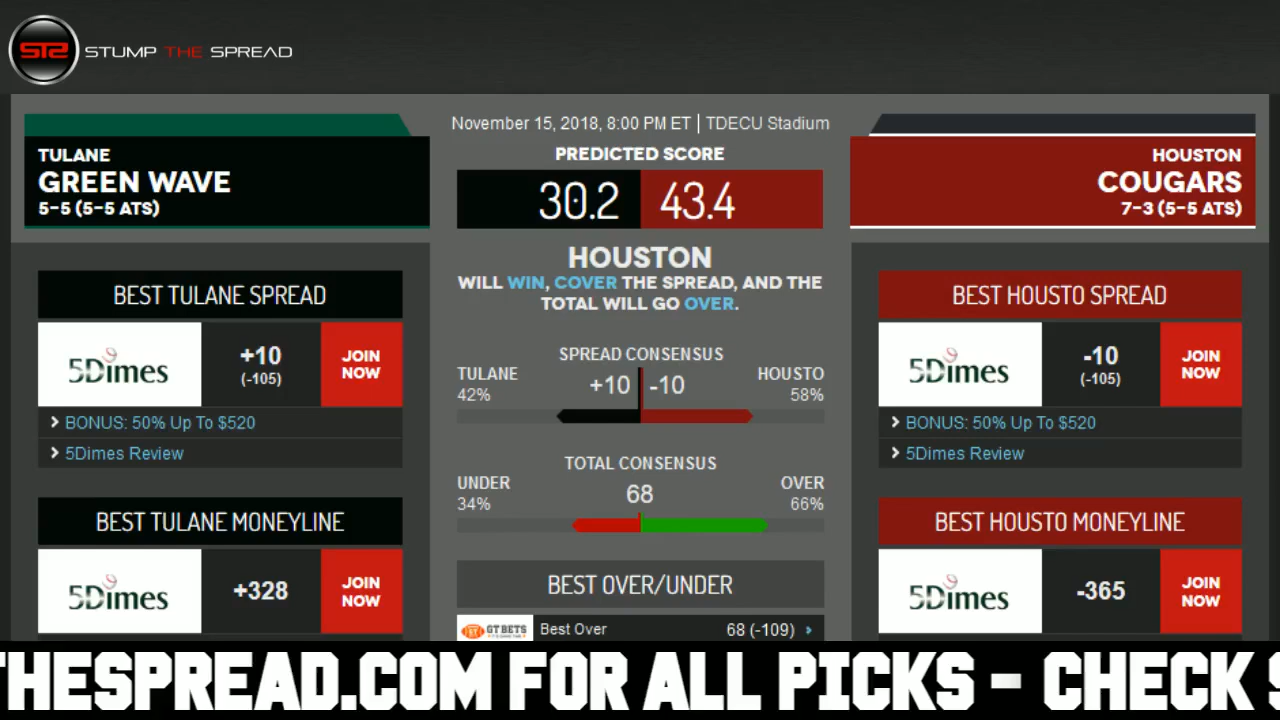 STS STUMP THE SPREAD
November 15, 2018, 8:00 PM ET | TDECU Stadium
TULANE
GREEN WAVE
5-5 (5-5 ATS)
PREDICTED SCORE
30.2 43.4
HOUSTON
COUGARS
7-3 (5-5 ATS)
HOUSTON
WILL WIN, COVER THE SPREAD, AND THE
TOTAL WILL GO OVER.
BEST TULANE SPREAD
5Dimes +10 (-105) JOIN NOW
BONUS: 50% Up To $520
5Dimes Review
BEST TULANE MONEYLINE
5Dimes +328 JOIN NOW
SPREAD CONSENSUS
TULANE +10 -10 HOUSTO
42% 58%
TOTAL CONSENSUS
UNDER 68 OVER
34% 66%
BEST OVER/UNDER
GT BETS Best Over 68 (-109)
BEST HOUSTO SPREAD
5Dimes -10 (-105) JOIN NOW
BONUS: 50% Up To $520
5Dimes Review
BEST HOUSTO MONEYLINE
5Dimes -365 JOIN NOW
THESPREAD.COM FOR ALL PICKS - CHECK S